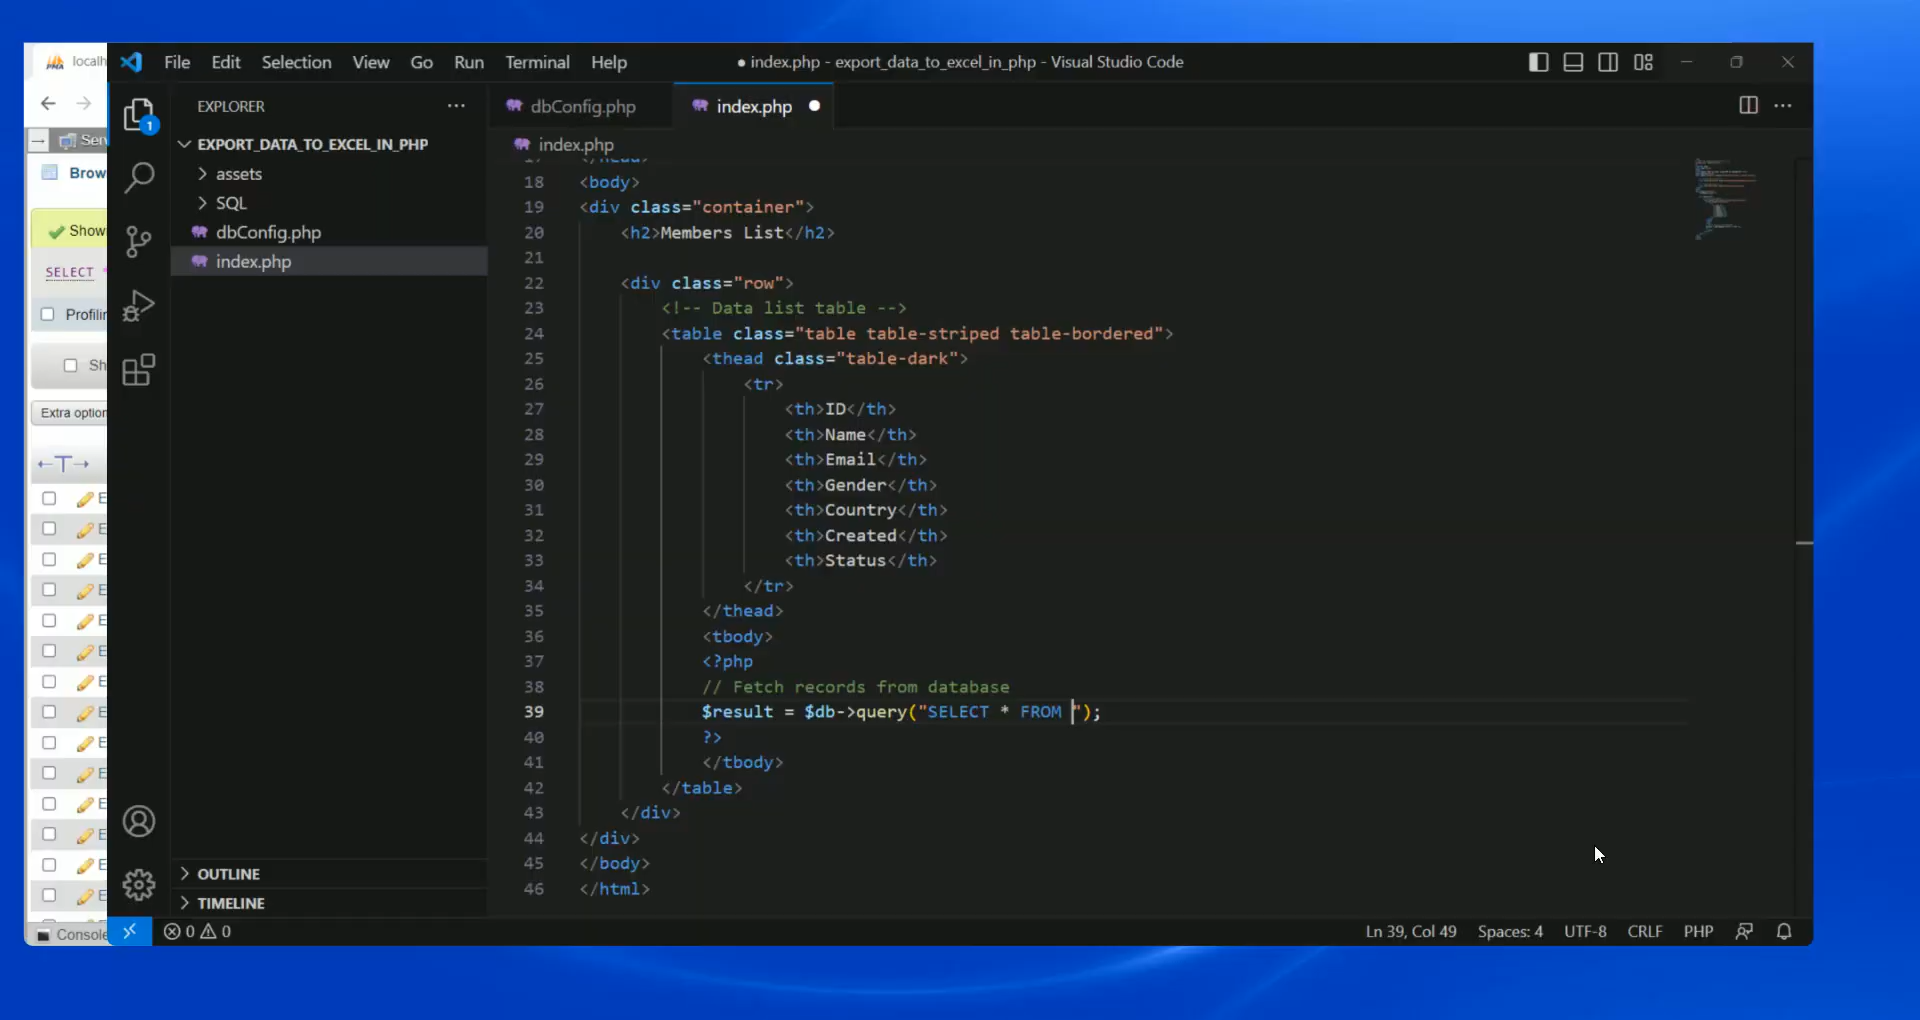 localh
File Edit Selection View Go Run Terminal Help
● index.php - export_data_to_excel_in_php - Visual Studio Code
EXPLORER
dbConfig.php
index.php
EXPORT_DATA_TO_EXCEL_IN_PHP
assets
SQL
dbConfig.php
index.php
OUTLINE
TIMELINE
1
index.php
18 <body>
19 <div class="container">
20 <h2>Members List</h2>
21
22 <div class="row">
23 <!-- Data list table -->
24 <table class="table table-striped table-bordered">
25 <thead class="table-dark">
26 <tr>
27 <th>ID</th>
28 <th>Name</th>
29 <th>Email</th>
30 <th>Gender</th>
31 <th>Country</th>
32 <th>Created</th>
33 <th>Status</th>
34 </tr>
35 </thead>
36 <tbody>
37 <?php
38 // Fetch records from database
39 $result = $db->query("SELECT * FROM ");
40 ?>
41 </tbody>
42 </table>
43 </div>
44 </div>
45 </body>
46 </html>
Brow
Show
SELECT *
Profilin
Sh
Extra option
Console
0 0
Ln 39, Col 49 Spaces: 4 UTF-8 CRLF PHP